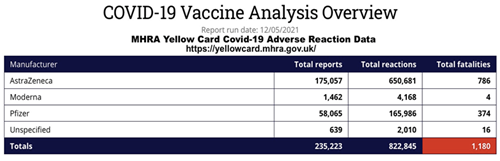 COVID-19 Vaccine Analysis Overview
Report run date: 12/05/2021
MHRA Yellow Card Covid-19 Adverse Reaction Data
https://yellowcard.mhra.gov.uk/
Manufacturer Total reports Total reactions Total fatalities
AstraZeneca 175,057 650,681 786
Moderna 1,462 4,168 4
Pfizer 58,065 165,986 374
Unspecified 639 2,010 16
Totals 235,223 822,845 1,180